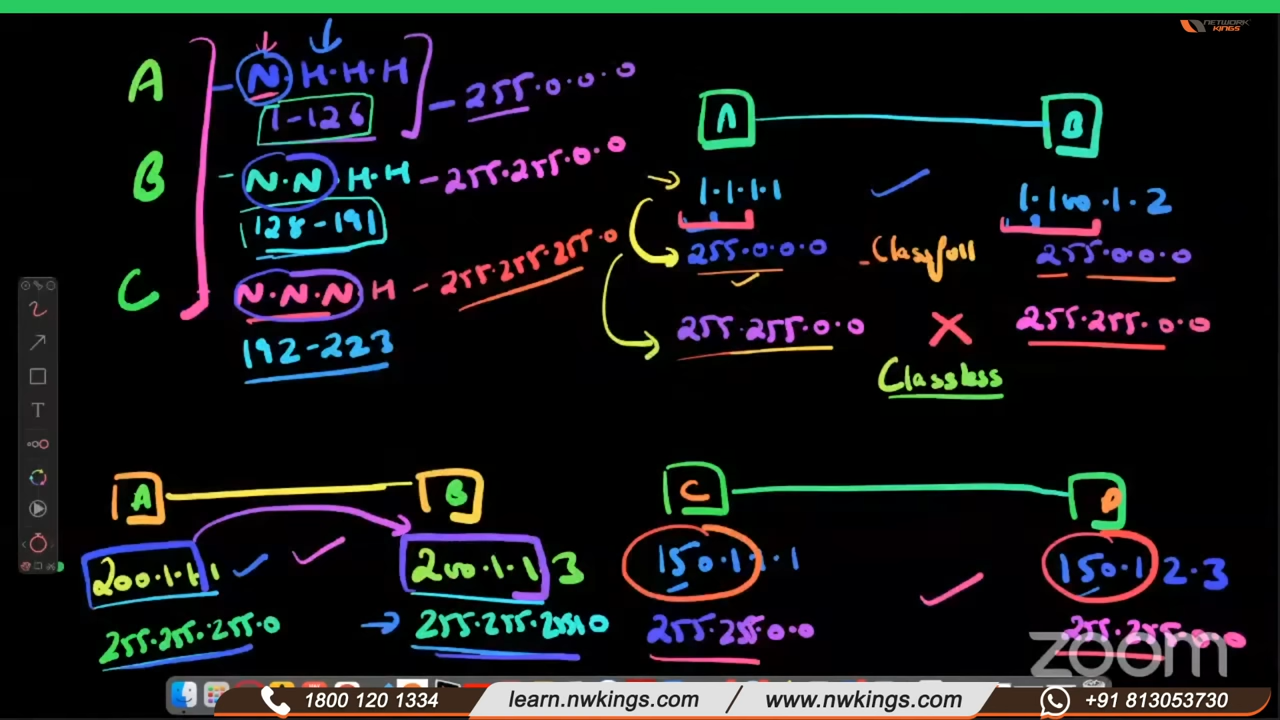 NETWORK
KINGS
A N.H.H.H - 255.0.0.0
1-126
B - N.N.H.H - 255.255.0.0
128-191
C N.N.N H - 255.255.255.0
192-223
A B
1.1.1.1 1.100.1.2
255.0.0.0 - Classfull 255.0.0.0
255.255.0.0 255.255.0.0
Classless
A B
200.1.1.1 200.1.1.3
255.255.255.0 255.255.255.0
C D
150.1.1.1 150.1.2.3
255.255.0.0 255.255.0.0
T
zoom
1800 120 1334 learn.nwkings.com / www.nwkings.com +91 813053730